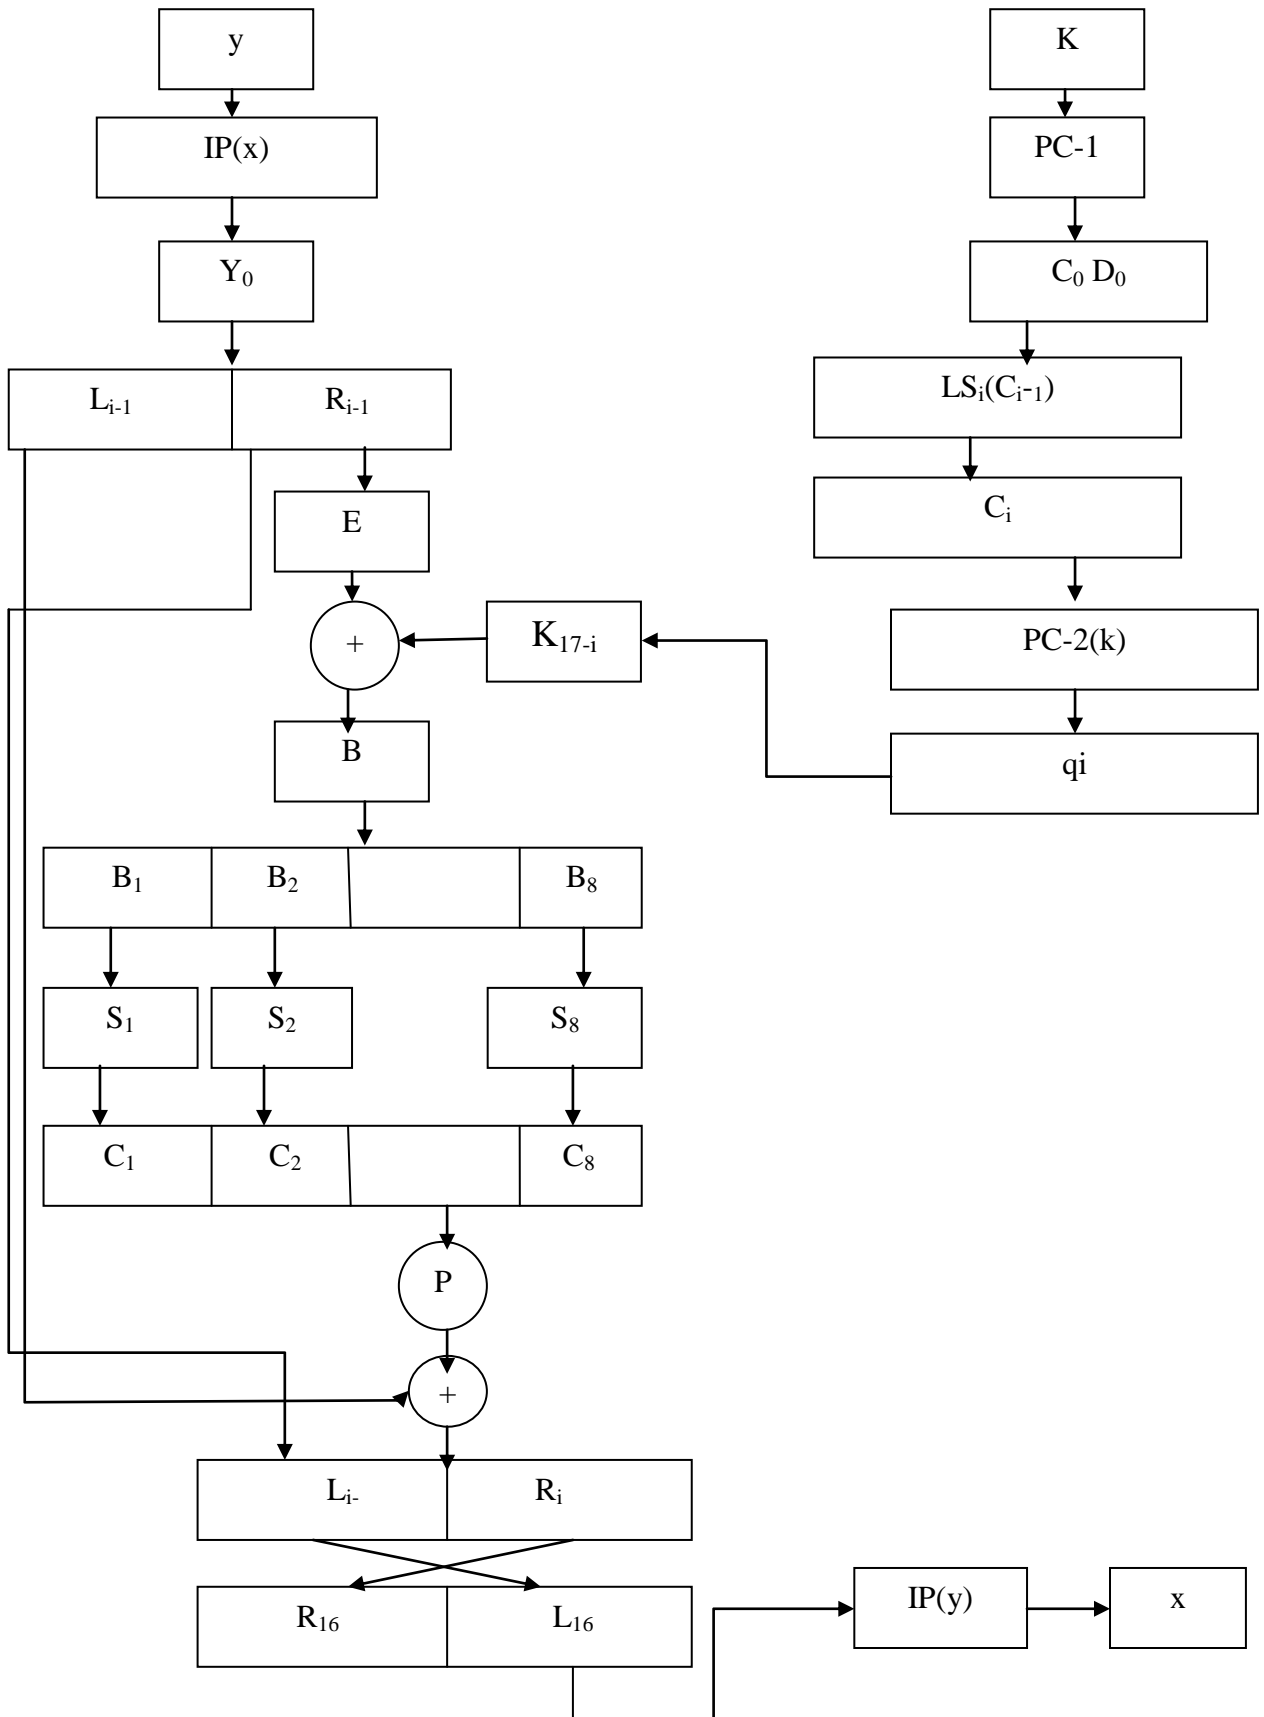 y
K
IP(x)
PC-1
Y₀
C₀ D₀
Lᵢ₋₁
Rᵢ₋₁
LSᵢ(Cᵢ₋₁)
E
Cᵢ
+
K₁₇₋ᵢ
PC-2(k)
B
qi
B₁
B₂
B₈
S₁
S₂
S₈
C₁
C₂
C₈
P
+
Lᵢ₋
Rᵢ
R₁₆
L₁₆
IP(y)
x